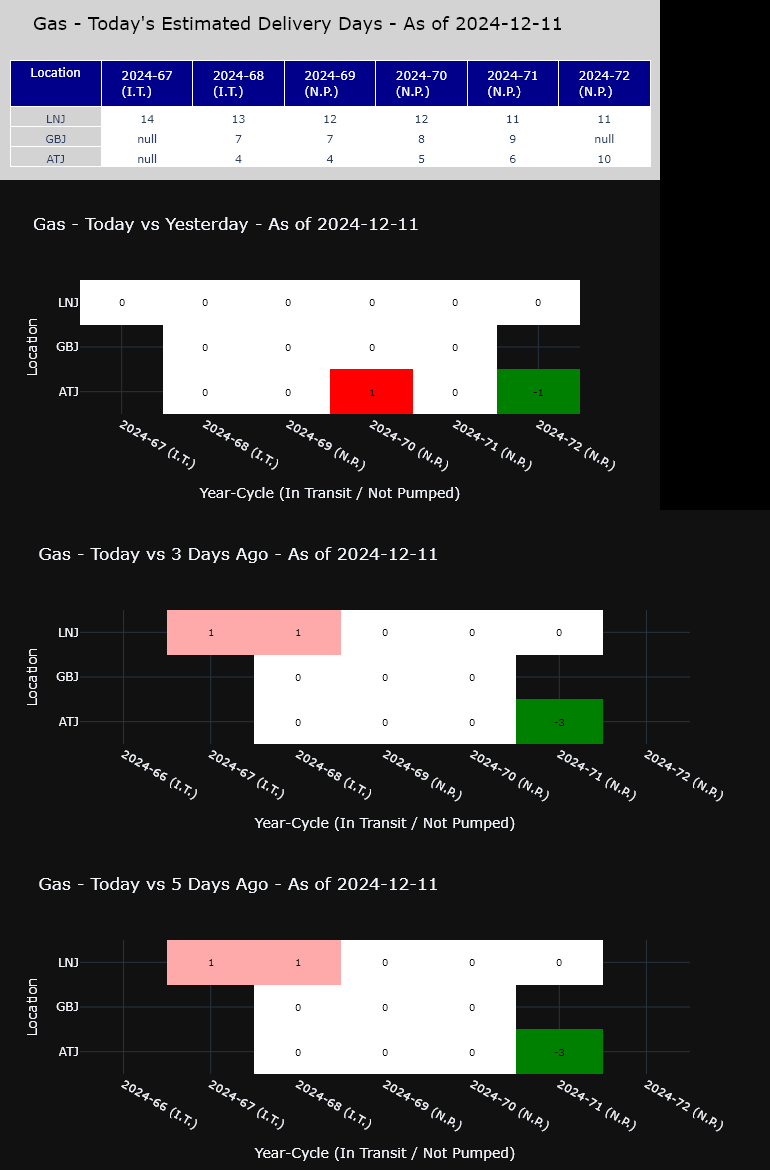 Gas - Today's Estimated Delivery Days - As of 2024-12-11
Location 2024-67 (I.T.) 2024-68 (I.T.) 2024-69 (N.P.) 2024-70 (N.P.) 2024-71 (N.P.) 2024-72 (N.P.)
LNJ 14 13 12 12 11 11
GBJ null 7 7 8 9 null
ATJ null 4 4 5 6 10
Gas - Today vs Yesterday - As of 2024-12-11
Location
LNJ 0 0 0 0 0 0
GBJ 0 0 0 0
ATJ 0 0 1 0 -1
2024-67 (I.T.) 2024-68 (I.T.) 2024-69 (N.P.) 2024-70 (N.P.) 2024-71 (N.P.) 2024-72 (N.P.)
Year-Cycle (In Transit / Not Pumped)
Gas - Today vs 3 Days Ago - As of 2024-12-11
Location
LNJ 1 1 0 0 0
GBJ 0 0 0
ATJ 0 0 0 -3
2024-66 (I.T.) 2024-67 (I.T.) 2024-68 (I.T.) 2024-69 (N.P.) 2024-70 (N.P.) 2024-71 (N.P.) 2024-72 (N.P.)
Year-Cycle (In Transit / Not Pumped)
Gas - Today vs 5 Days Ago - As of 2024-12-11
Location
LNJ 1 1 0 0 0
GBJ 0 0 0
ATJ 0 0 0 -3
2024-66 (I.T.) 2024-67 (I.T.) 2024-68 (I.T.) 2024-69 (N.P.) 2024-70 (N.P.) 2024-71 (N.P.) 2024-72 (N.P.)
Year-Cycle (In Transit / Not Pumped)